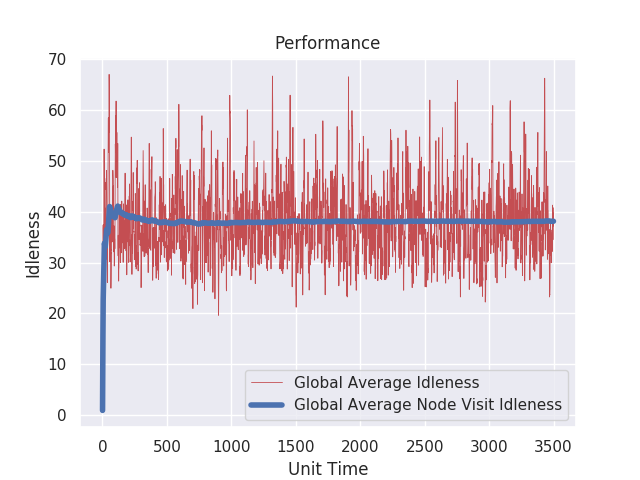 Performance
70
60
50
40
30
20
10
0
Idleness
0 500 1000 1500 2000 2500 3000 3500
Unit Time
Global Average Idleness
Global Average Node Visit Idleness